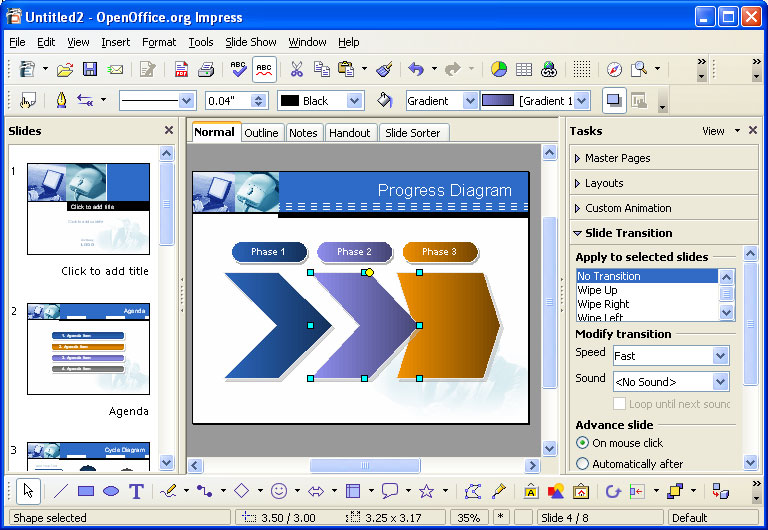 Untitled2 - OpenOffice.org Impress
File Edit View Insert Format Tools Slide Show Window Help
ABC ABC
0.04" Black Gradient [Gradient 1
Slides
Normal Outline Notes Handout Slide Sorter
Tasks View
1
Click to add title
Click to add title
2
Agenda
1. Agenda Item
2. Agenda Item
3. Agenda Item
4. Agenda Item
Agenda
3
Cycle Diagram
Progress Diagram
Phase 1 Phase 2 Phase 3
Master Pages
Layouts
Custom Animation
Slide Transition
Apply to selected slides
No Transition
Wipe Up
Wipe Right
Wipe Left
Modify transition
Speed Fast
Sound <No Sound>
Loop until next sound
Advance slide
On mouse click
Automatically after
T
A
Shape selected 3.50 / 3.00 3.25 x 3.17 35% * Slide 4 / 8 Default